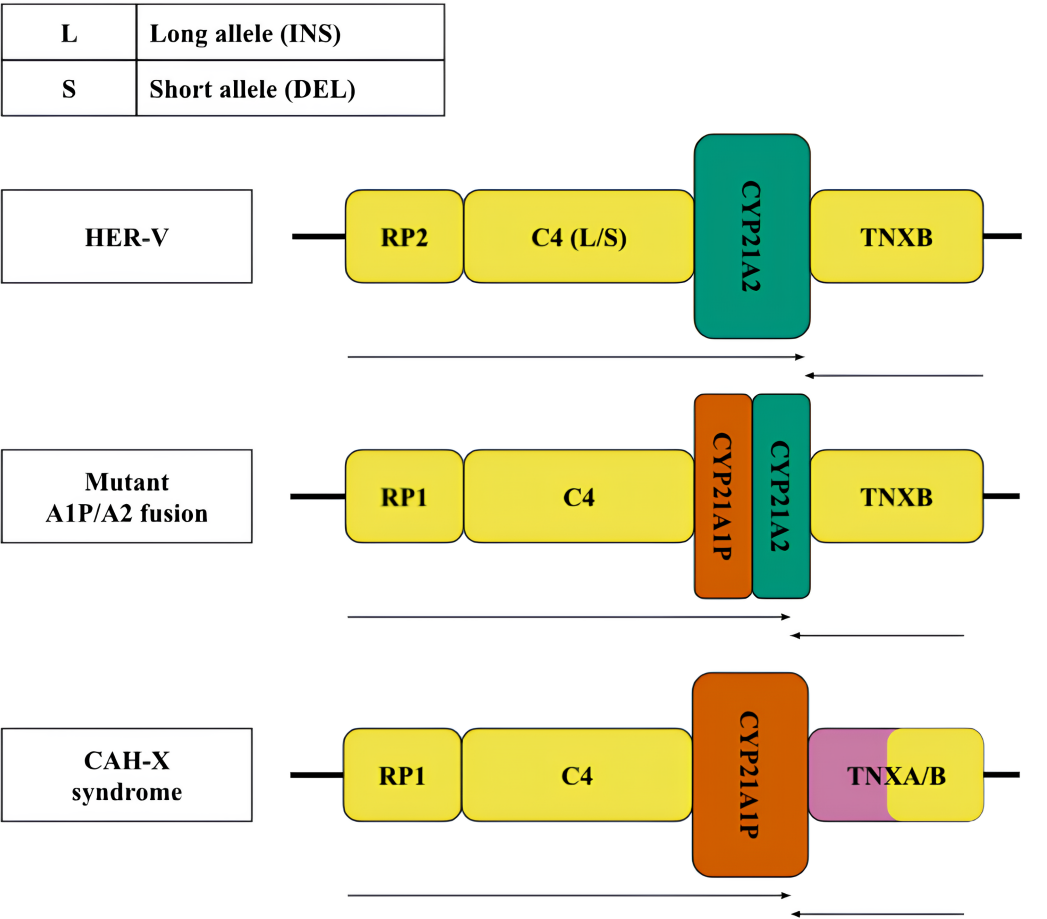 L Long allele (INS)
S Short allele (DEL)
HER-V
RP2 C4 (L/S) CYP21A2 TNXB
Mutant
A1P/A2 fusion
RP1 C4 CYP21A1P CYP21A2 TNXB
CAH-X
syndrome
RP1 C4 CYP21A1P TNXA/B